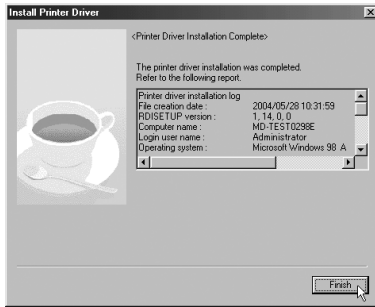 Install Printer Driver
<Printer Driver Installation Complete>
The printer driver installation was completed.
Refer to the following report.
Printer driver installation log
File creation date : 2004/05/28 10:31:59
RDISETUP version : 1, 14, 0, 0
Computer name : MD-TEST0298E
Login user name : Administrator
Operating system : Microsoft Windows 98 A
Finish